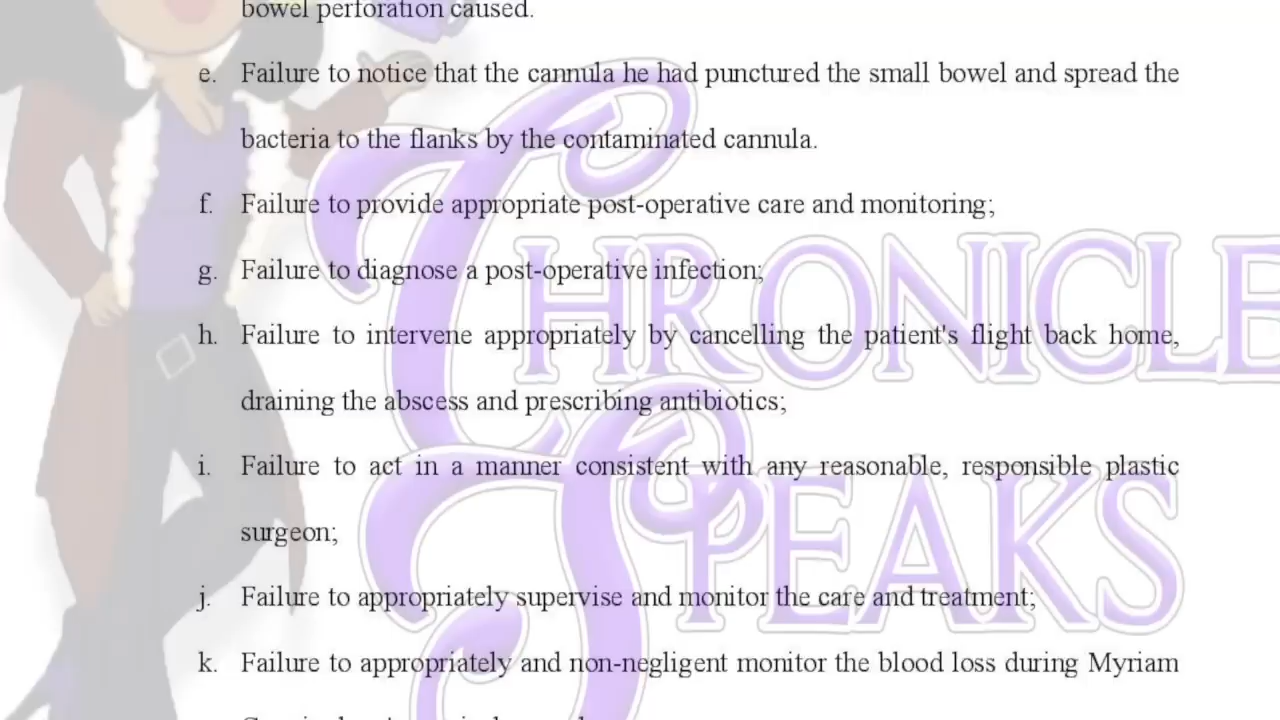 bowel perforation caused.
e. Failure to notice that the cannula he had punctured the small bowel and spread the
bacteria to the flanks by the contaminated cannula.
f. Failure to provide appropriate post-operative care and monitoring;
g. Failure to diagnose a post-operative infection;
h. Failure to intervene appropriately by cancelling the patient's flight back home,
draining the abscess and prescribing antibiotics;
i. Failure to act in a manner consistent with any reasonable, responsible plastic
surgeon;
j. Failure to appropriately supervise and monitor the care and treatment;
k. Failure to appropriately and non-negligent monitor the blood loss during Myriam
CHRONICLE
SPEAKS